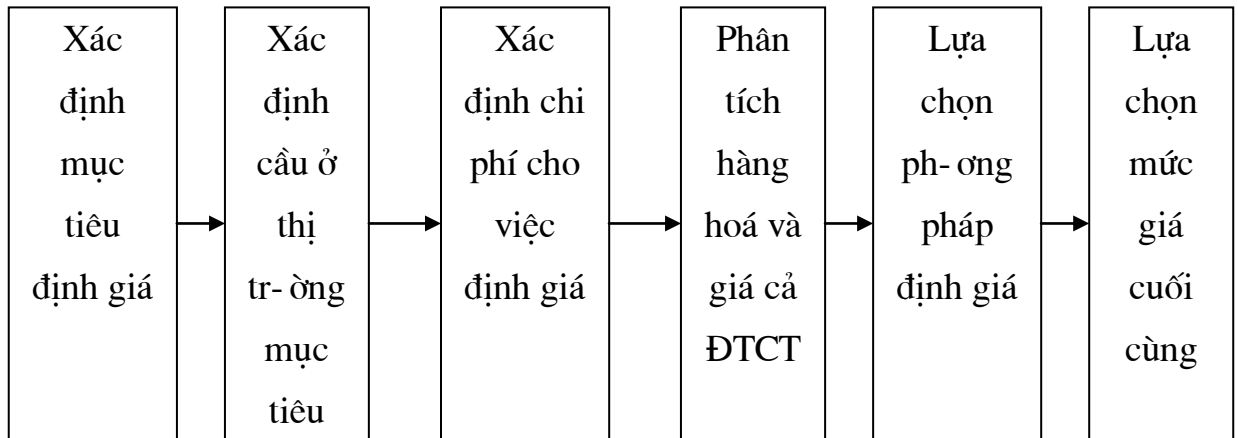 Xác
định
mục
tiêu
định giá
Xác
định
cầu ở
thị
tr- ờng
mục
tiêu
Xác
định chi
phí cho
việc
định giá
Phân
tích
hàng
hoá và
giá cả
ĐTCT
Lựa
chọn
ph- ơng
pháp
định giá
Lựa
chọn
mức
giá
cuối
cùng